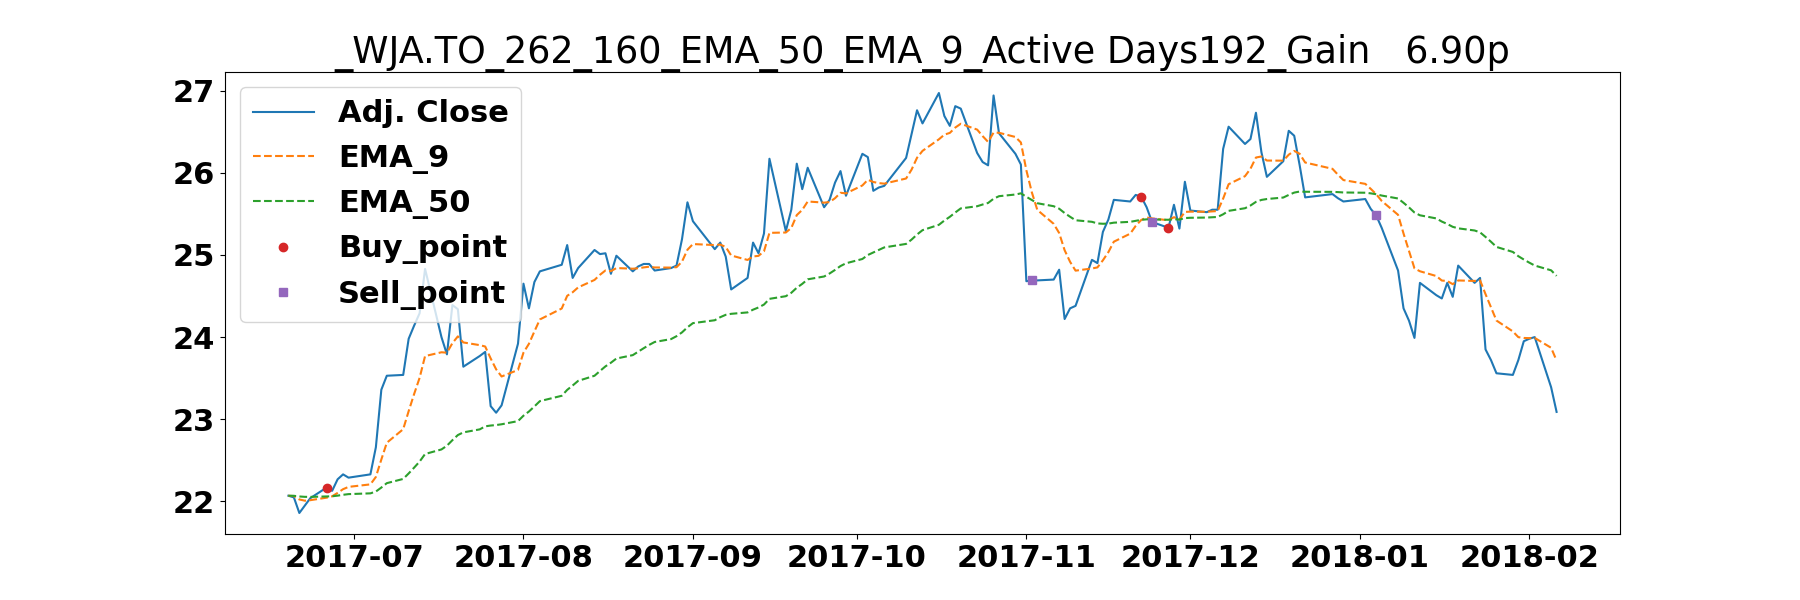 _WJA.TO_262_160_EMA_50_EMA_9_Active Days192_Gain   6.90p
27
26
25
24
23
22
Adj. Close
EMA_9
EMA_50
Buy_point
Sell_point
2017-07 2017-08 2017-09 2017-10 2017-11 2017-12 2018-01 2018-02